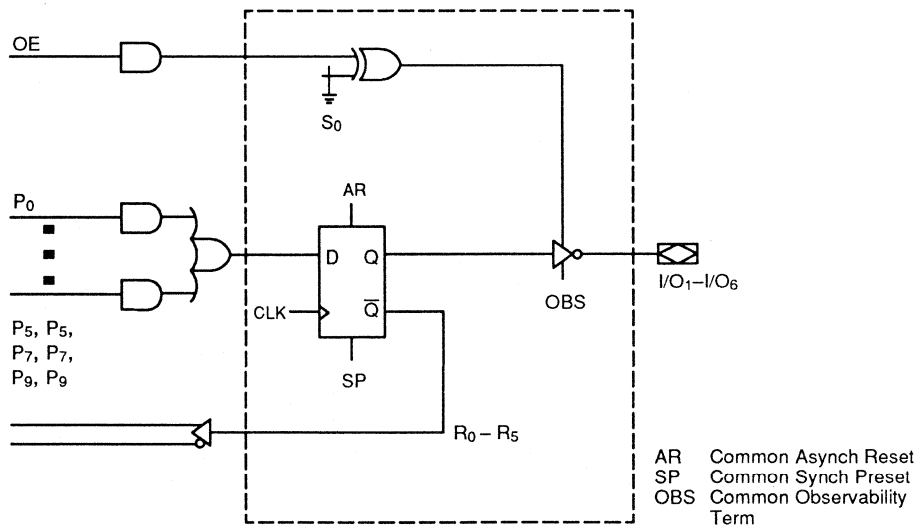 OE
S0
P0
AR
D Q
CLK
Q̅
SP
OBS
I/O1–I/O6
P5, P5,
P7, P7,
P9, P9
R0 – R5
AR Common Asynch Reset
SP Common Synch Preset
OBS Common Observability
Term